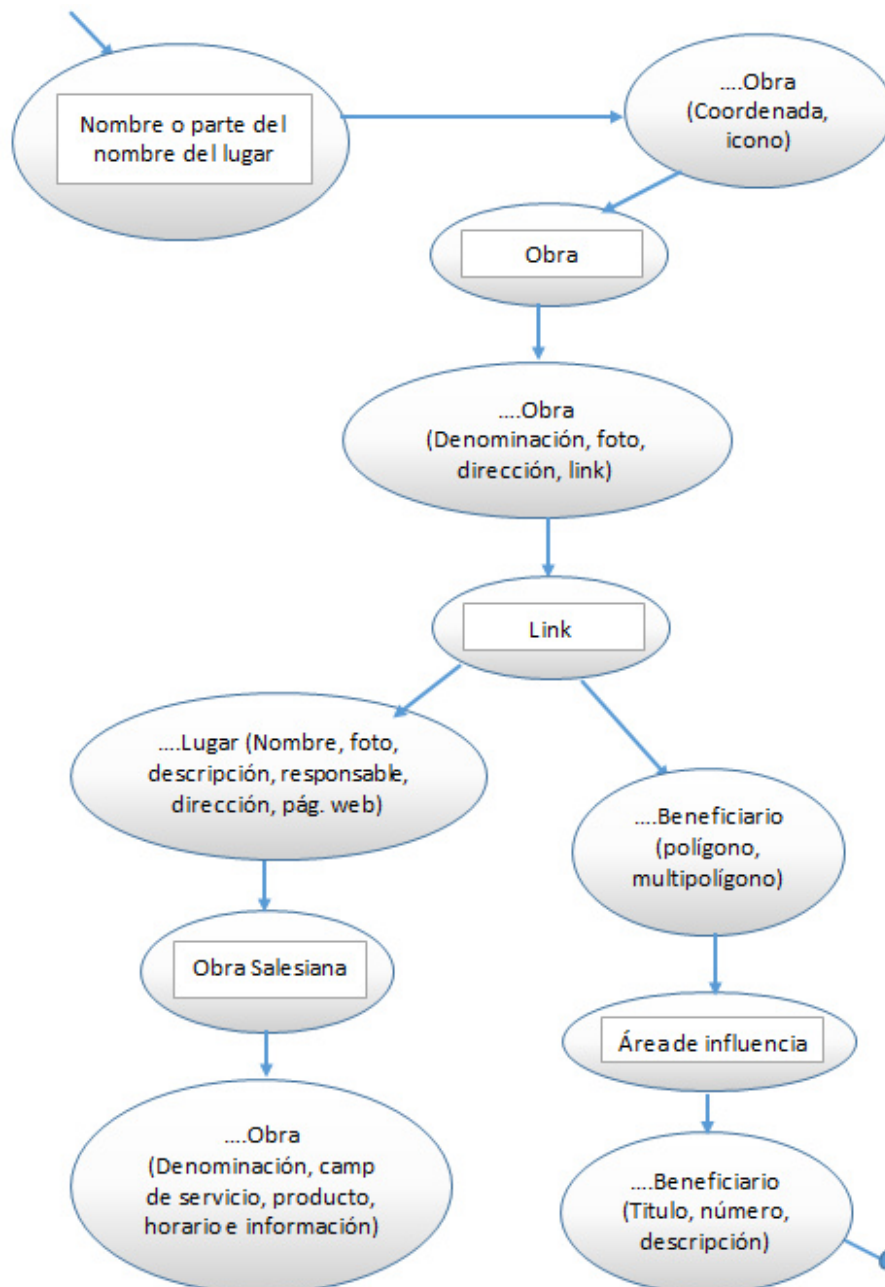 Nombre o parte del
nombre del lugar
....Obra
(Coordenada,
icono)
Obra
....Obra
(Denominación, foto,
dirección, link)
Link
....Lugar (Nombre, foto,
descripción, responsable,
dirección, pág. web)
....Beneficiario
(polígono,
multipolígono)
Obra Salesiana
Área de influencia
....Obra
(Denominación, camp
de servicio, producto,
horario e información)
....Beneficiario
(Titulo, número,
descripción)